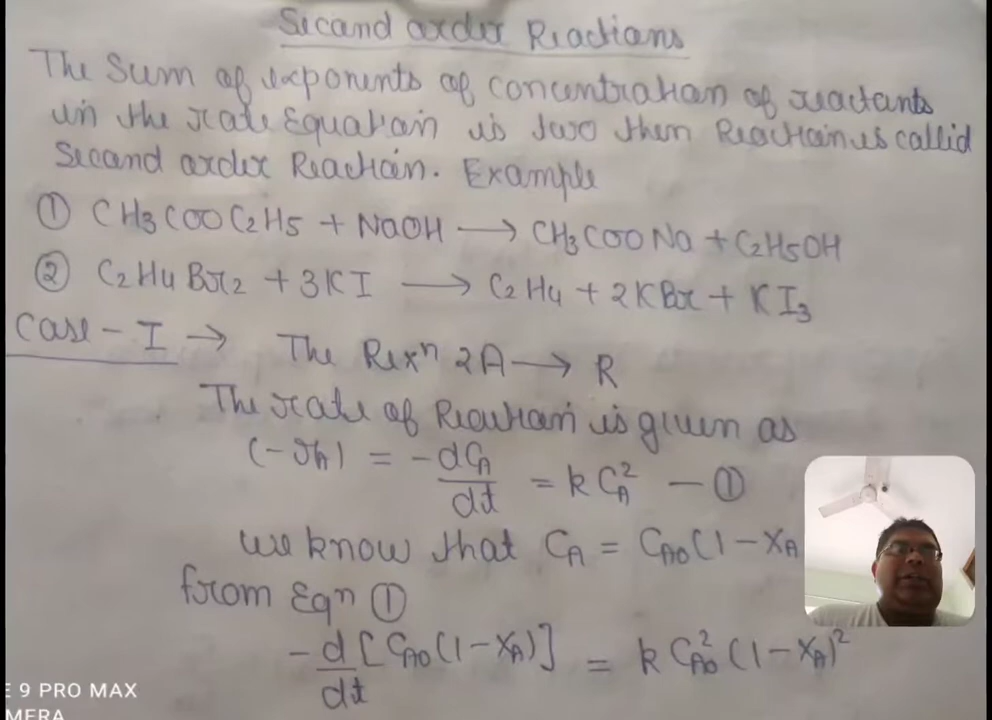 Second order Reactions
The Sum of exponents of concentration of reactants
in the rate Equation is two then Reaction is called
Second order Reaction. Example
① CH3COOC2H5 + NaOH → CH3COONa + C2H5OH
② C2H4Br2 + 3KI → C2H4 + 2KBr + KI3
Case - I → The Rexⁿ 2A → R
The rate of Reaction is given as
(-rA) = -dCA/dt = kCA² — ①
we know that CA = CA0(1-XA
from Eqⁿ ①
-d/dt [CA0(1-XA)] = kCA0²(1-XA)²
E 9 PRO MAX
MERA